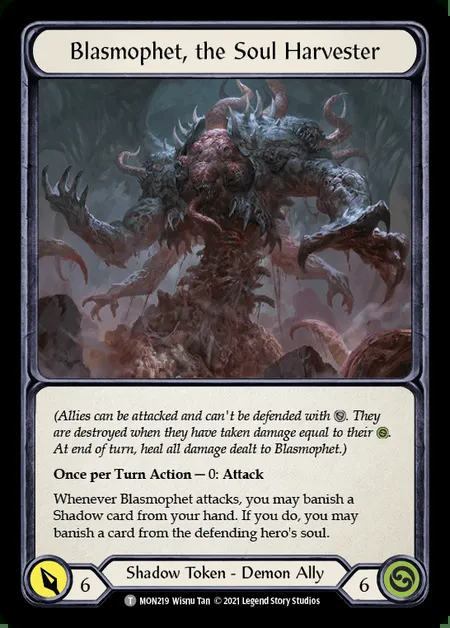 Blasmophet, the Soul Harvester
(Allies can be attacked and can't be defended with . They
are destroyed when they have taken damage equal to their .
At end of turn, heal all damage dealt to Blasmophet.)
Once per Turn Action — 0: Attack
Whenever Blasmophet attacks, you may banish a
Shadow card from your hand. If you do, you may
banish a card from the defending hero's soul.
6 Shadow Token - Demon Ally 6
T MON219 Wisnu Tan © 2021 Legend Story Studios